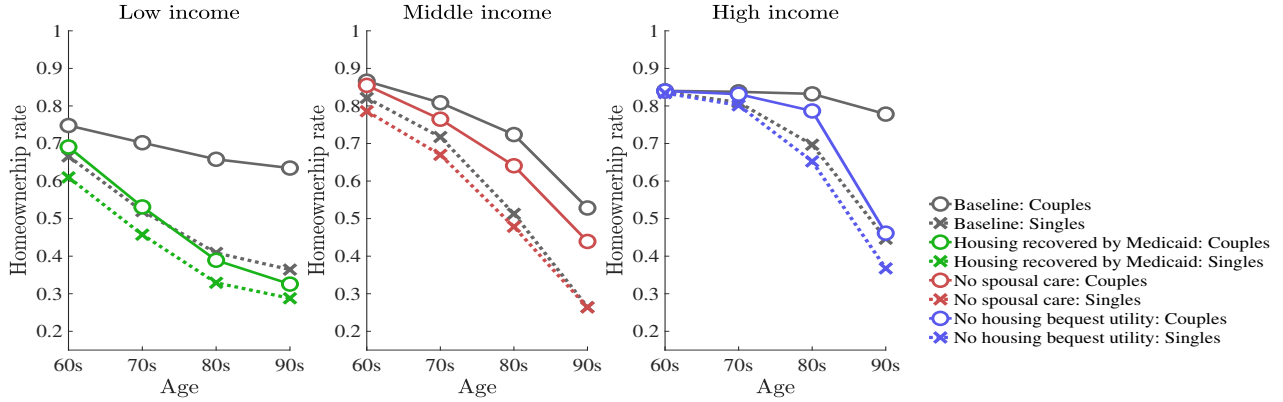 Low income
Homeownerhip rate
1
0.9
0.8
0.7
0.6
0.5
0.4
0.3
0.2
60s 70s 80s 90s
Age
Middle income
Homeownerhip rate
1
0.9
0.8
0.7
0.6
0.5
0.4
0.3
0.2
60s 70s 80s 90s
Age
High income
Homeownerhip rate
1
0.9
0.8
0.7
0.6
0.5
0.4
0.3
0.2
60s 70s 80s 90s
Age
Baseline: Couples
Baseline: Singles
Housing recovered by Medicaid: Couples
Housing recovered by Medicaid: Singles
No spousal care: Couples
No spousal care: Singles
No housing bequest utility: Couples
No housing bequest utility: Singles